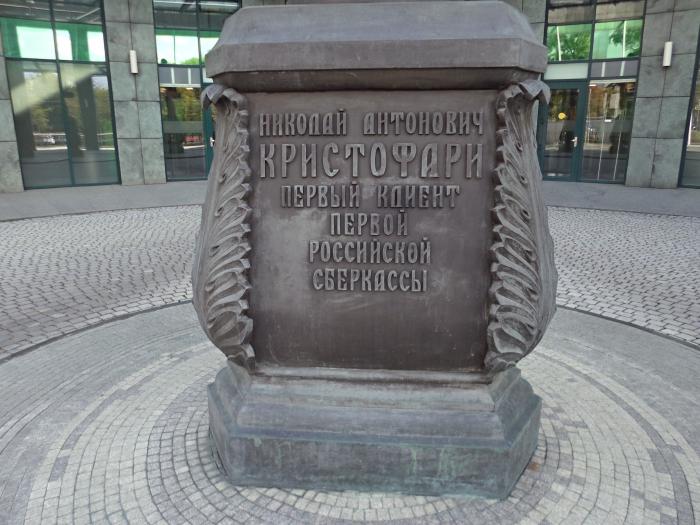 НИКОЛАЙ АНТОНОВИЧ
КРИСТОФАРИ
ПЕРВЫЙ КЛИЕНТ
ПЕРВОЙ
РОССИЙСКОЙ
СБЕРКАССЫ